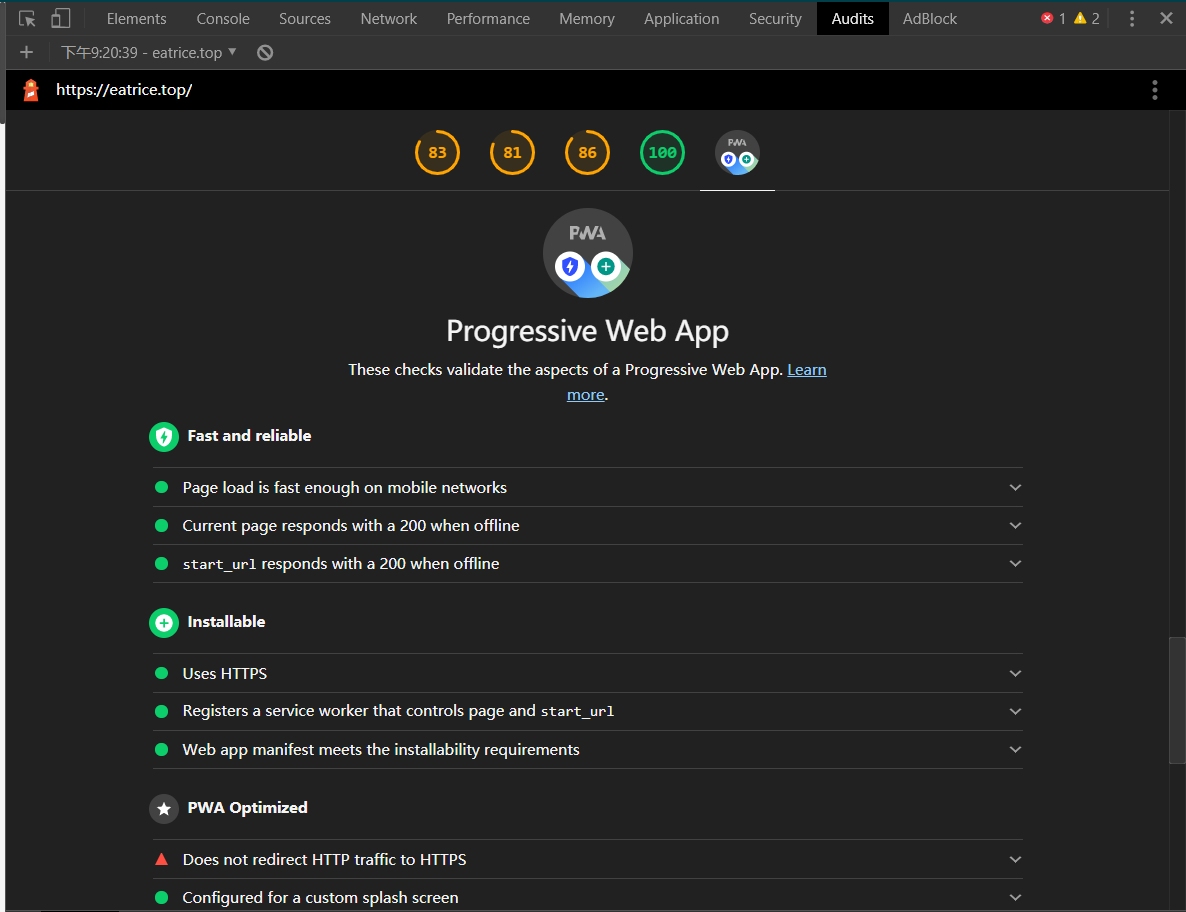 Elements Console Sources Network Performance Memory Application Security Audits AdBlock 1 2
下午9:20:39 - eatrice.top
https://eatrice.top/
83 81 86 100 PWA
PWA
Progressive Web App
These checks validate the aspects of a Progressive Web App. Learn
more.
Fast and reliable
Page load is fast enough on mobile networks
Current page responds with a 200 when offline
start_url responds with a 200 when offline
Installable
Uses HTTPS
Registers a service worker that controls page and start_url
Web app manifest meets the installability requirements
PWA Optimized
Does not redirect HTTP traffic to HTTPS
Configured for a custom splash screen